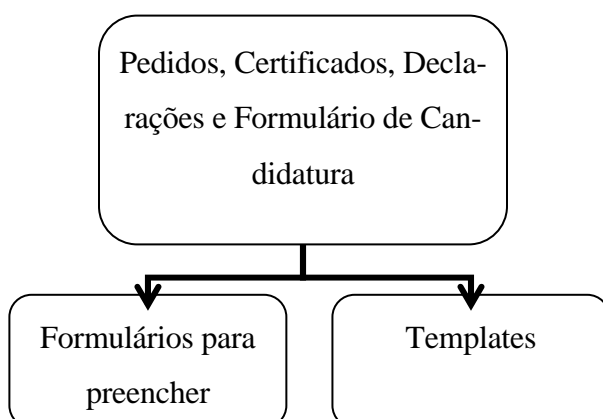 Pedidos, Certificados, Decla-
rações e Formulário de Can-
didatura
Formulários para
preencher
Templates